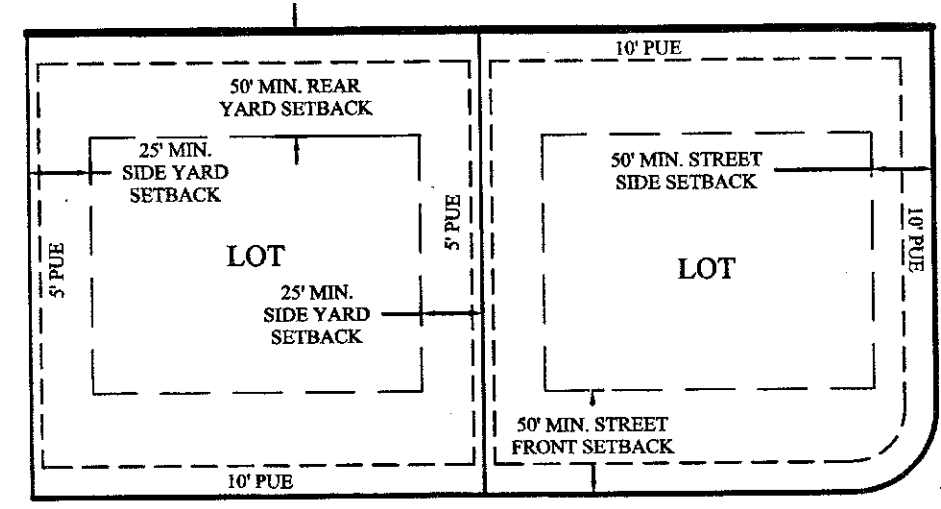 10' PUE
50' MIN. REAR
YARD SETBACK
25' MIN.
SIDE YARD
SETBACK
50' MIN. STREET
SIDE SETBACK
5' PUE
5' PUE
10' PUE
LOT
LOT
25' MIN.
SIDE YARD
SETBACK
50' MIN. STREET
FRONT SETBACK
10' PUE